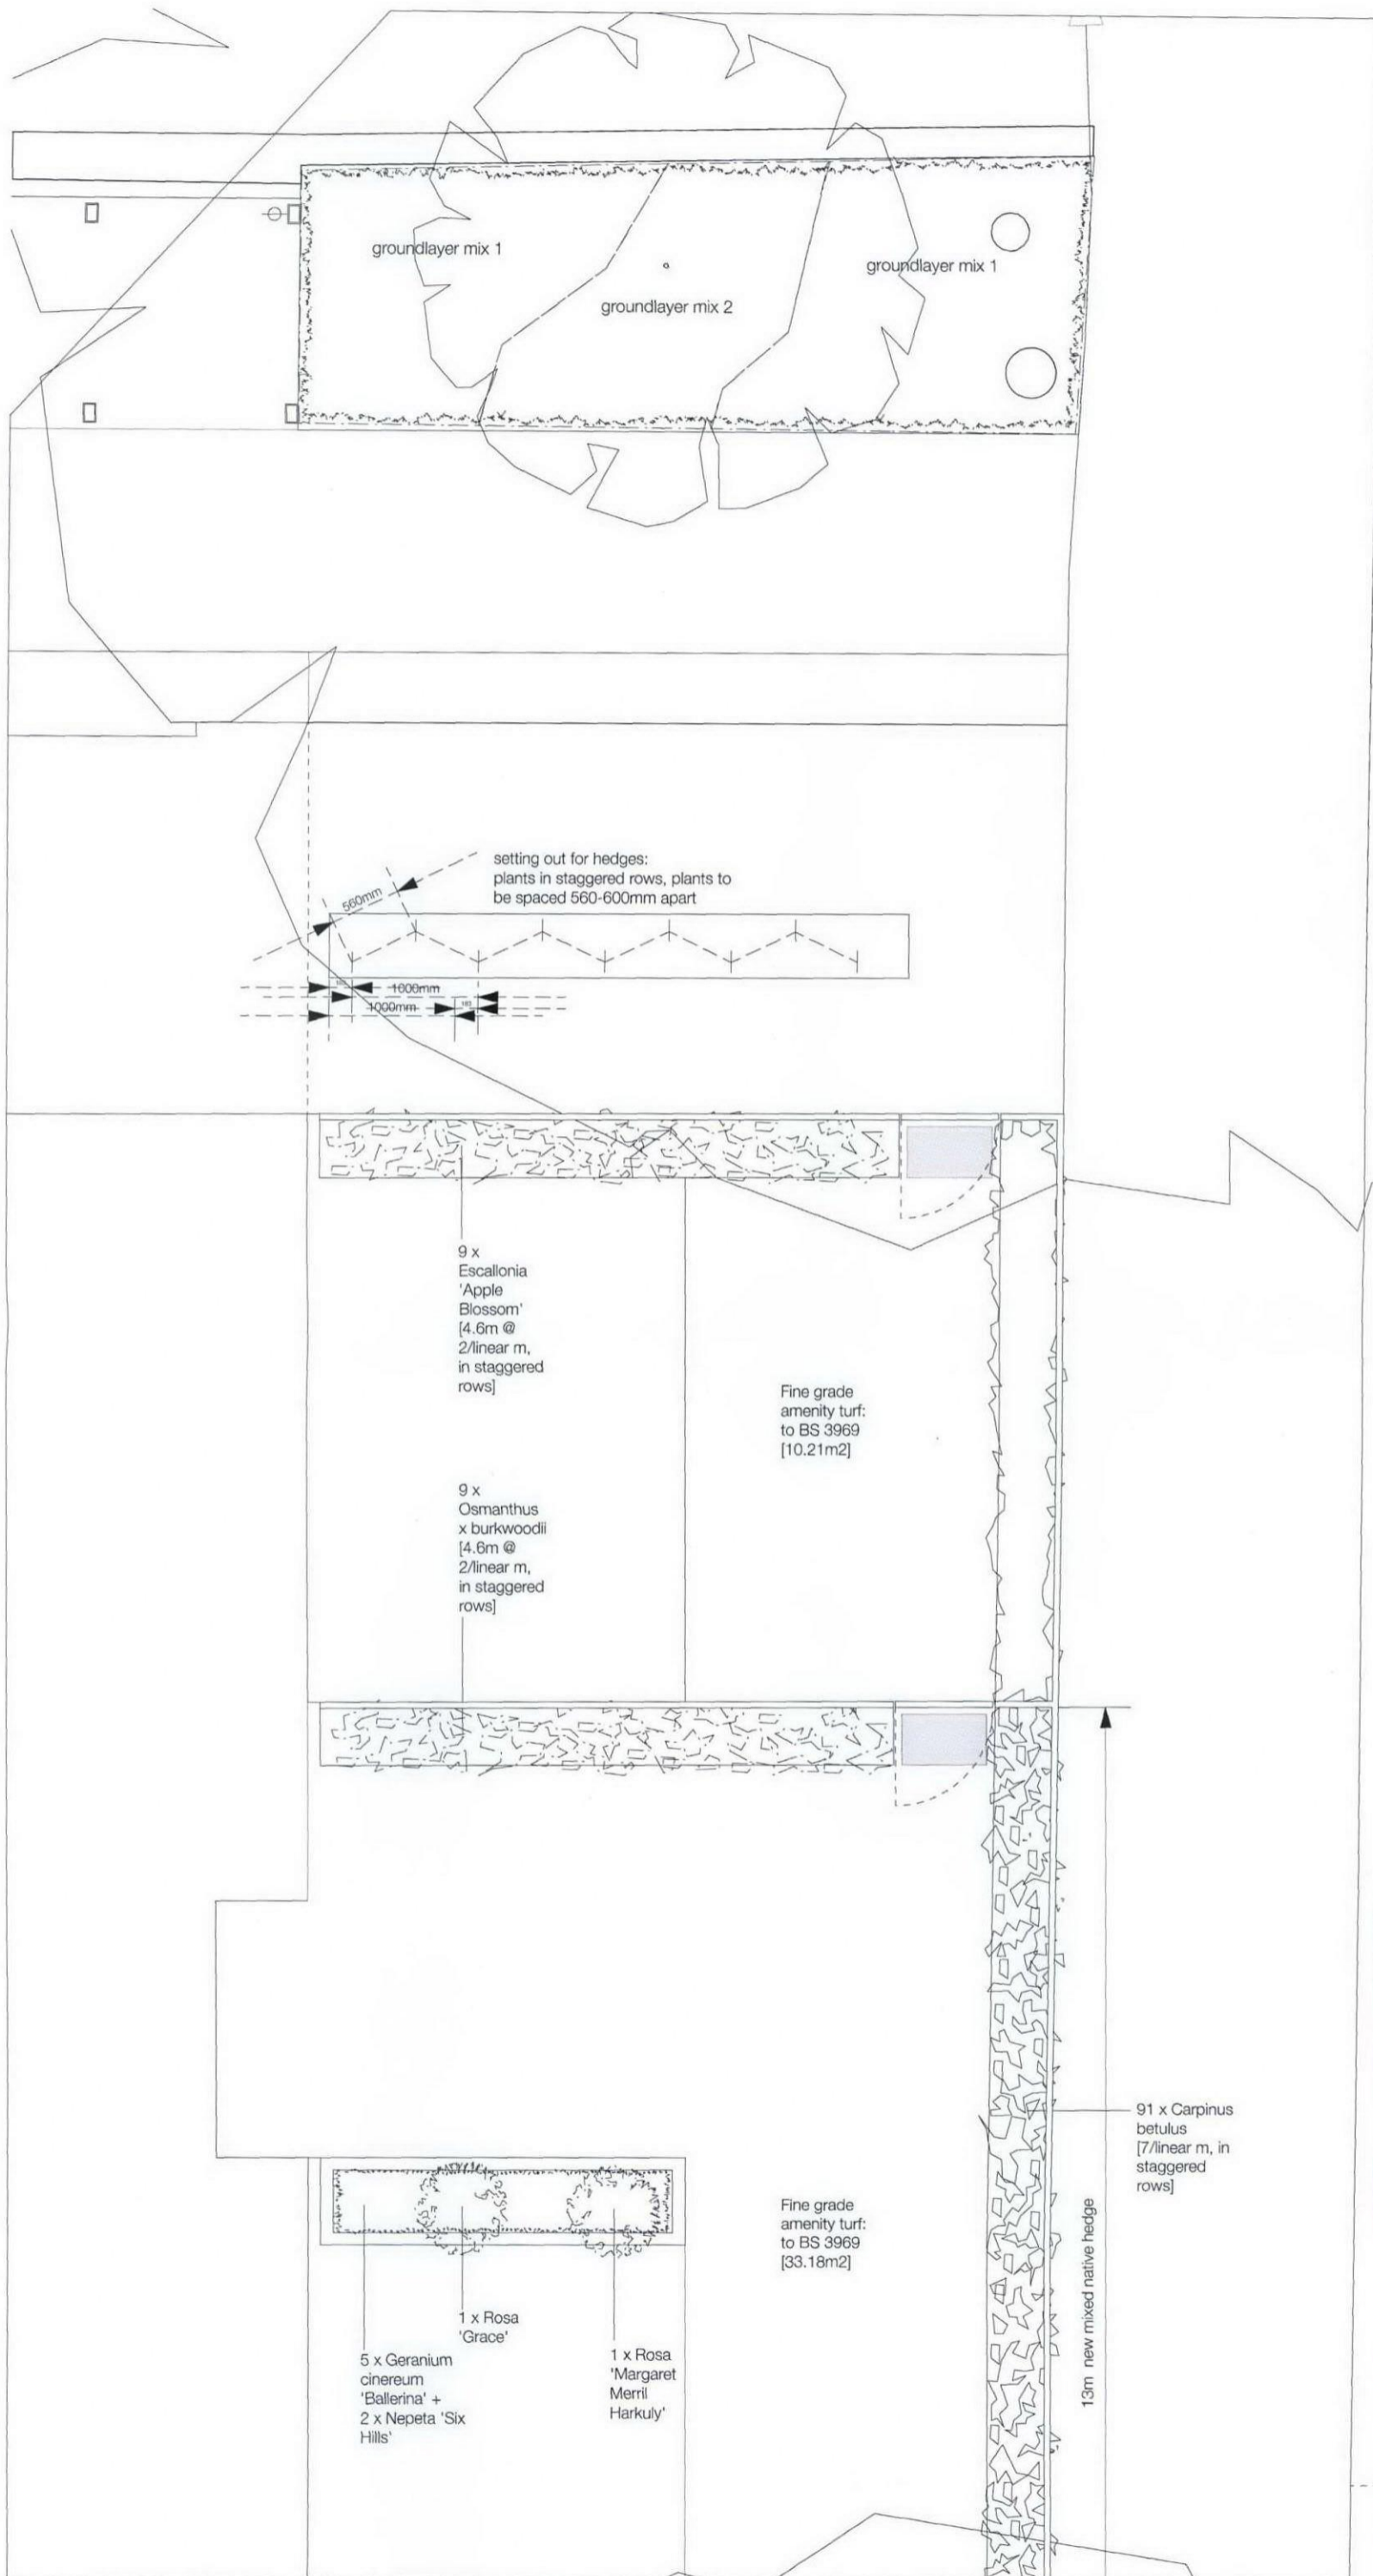 groundlayer mix 1
groundlayer mix 1
groundlayer mix 2
setting out for hedges:
plants in staggered rows, plants to
be spaced 560-600mm apart
560mm
1000mm
1000mm
9 x
Escallonia
'Apple
Blossom'
[4.6m @
2/linear m,
in staggered
rows]
Fine grade
amenity turf:
to BS 3969
[10.21m2]
9 x
Osmanthus
x burkwoodii
[4.6m @
2/linear m,
in staggered
rows]
91 x Carpinus
betulus
[7/linear m, in
staggered
rows]
13m new mixed native hedge
Fine grade
amenity turf:
to BS 3969
[33.18m2]
1 x Rosa
'Grace'
5 x Geranium
cinereum
'Ballerina' +
2 x Nepeta 'Six
Hills'
1 x Rosa
'Margaret
Merril
Harkuly'